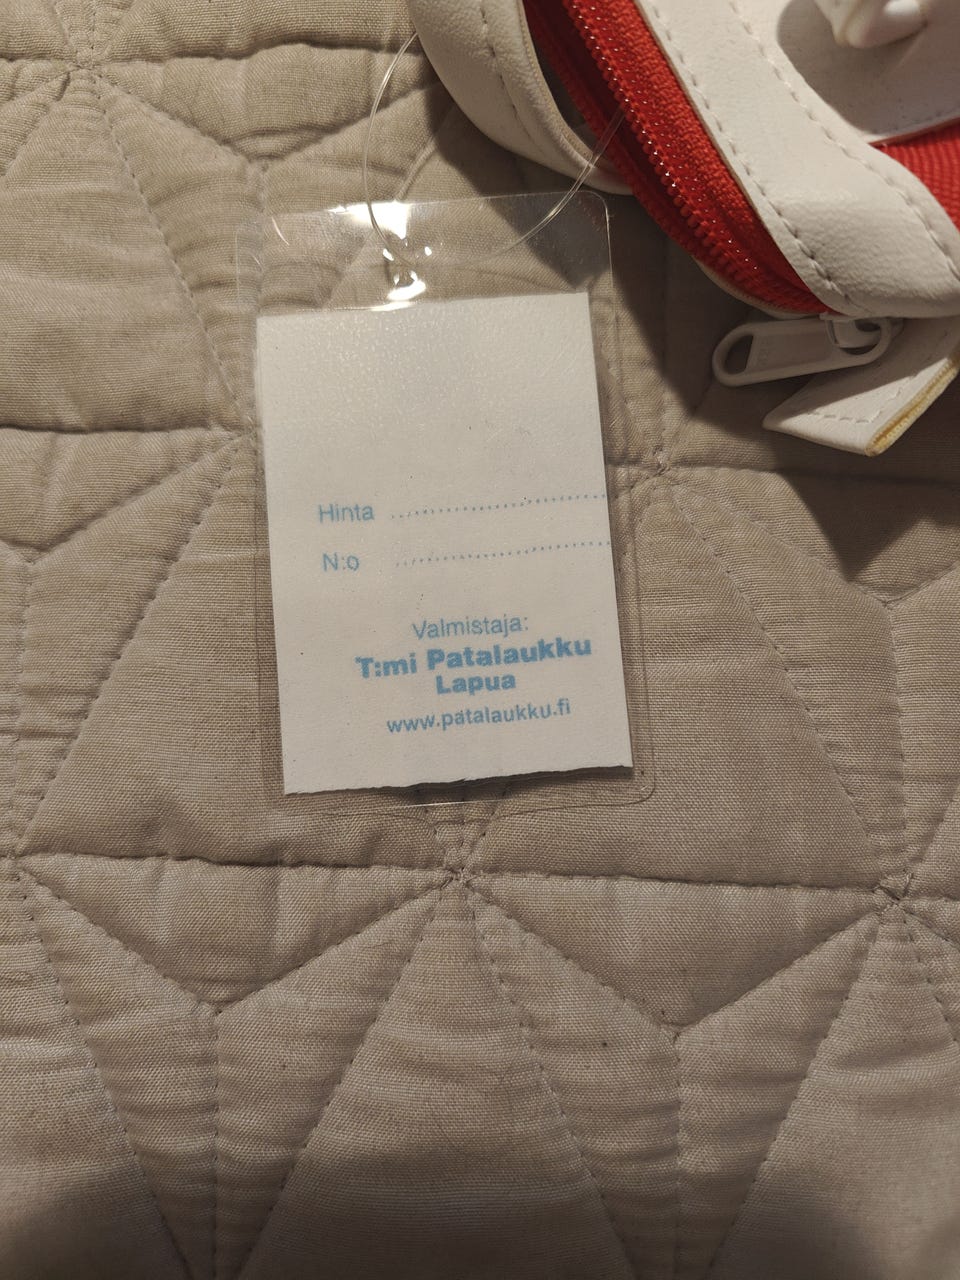 Hinta ..............................
N:o ..............................
Valmistaja:
T:mi Patalaukku
Lapua
www.patalaukku.fi